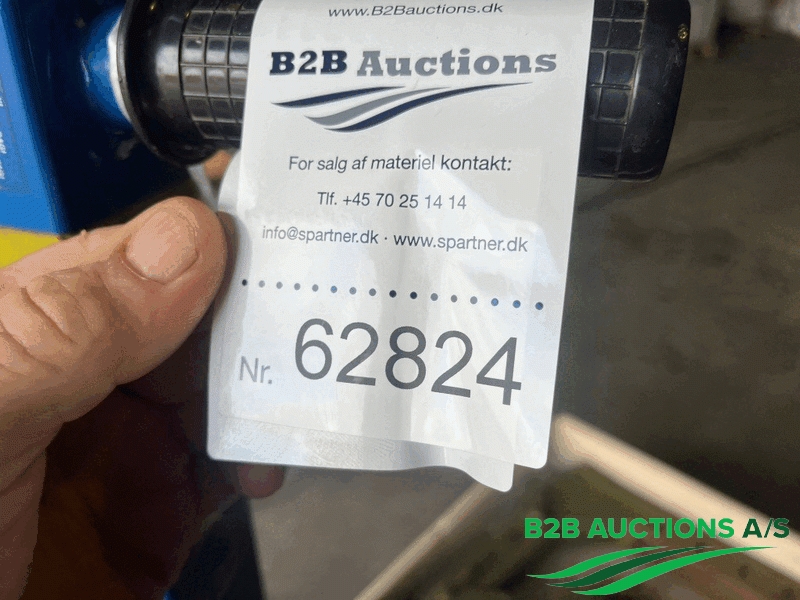 www.B2Bauctions.dk
B2B Auctions
For salg af materiel kontakt:
Tlf. +45 70 25 14 14
info@spartner.dk · www.spartner.dk
Nr. 62824
B2B AUCTIONS A/S